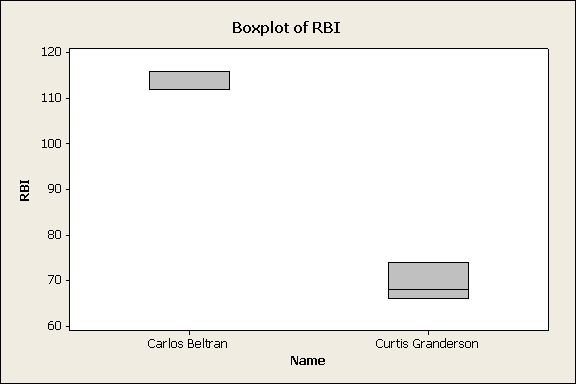 Boxplot of RBI
120
110
100
90
80
70
60
RBI
Carlos Beltran
Curtis Granderson
Name